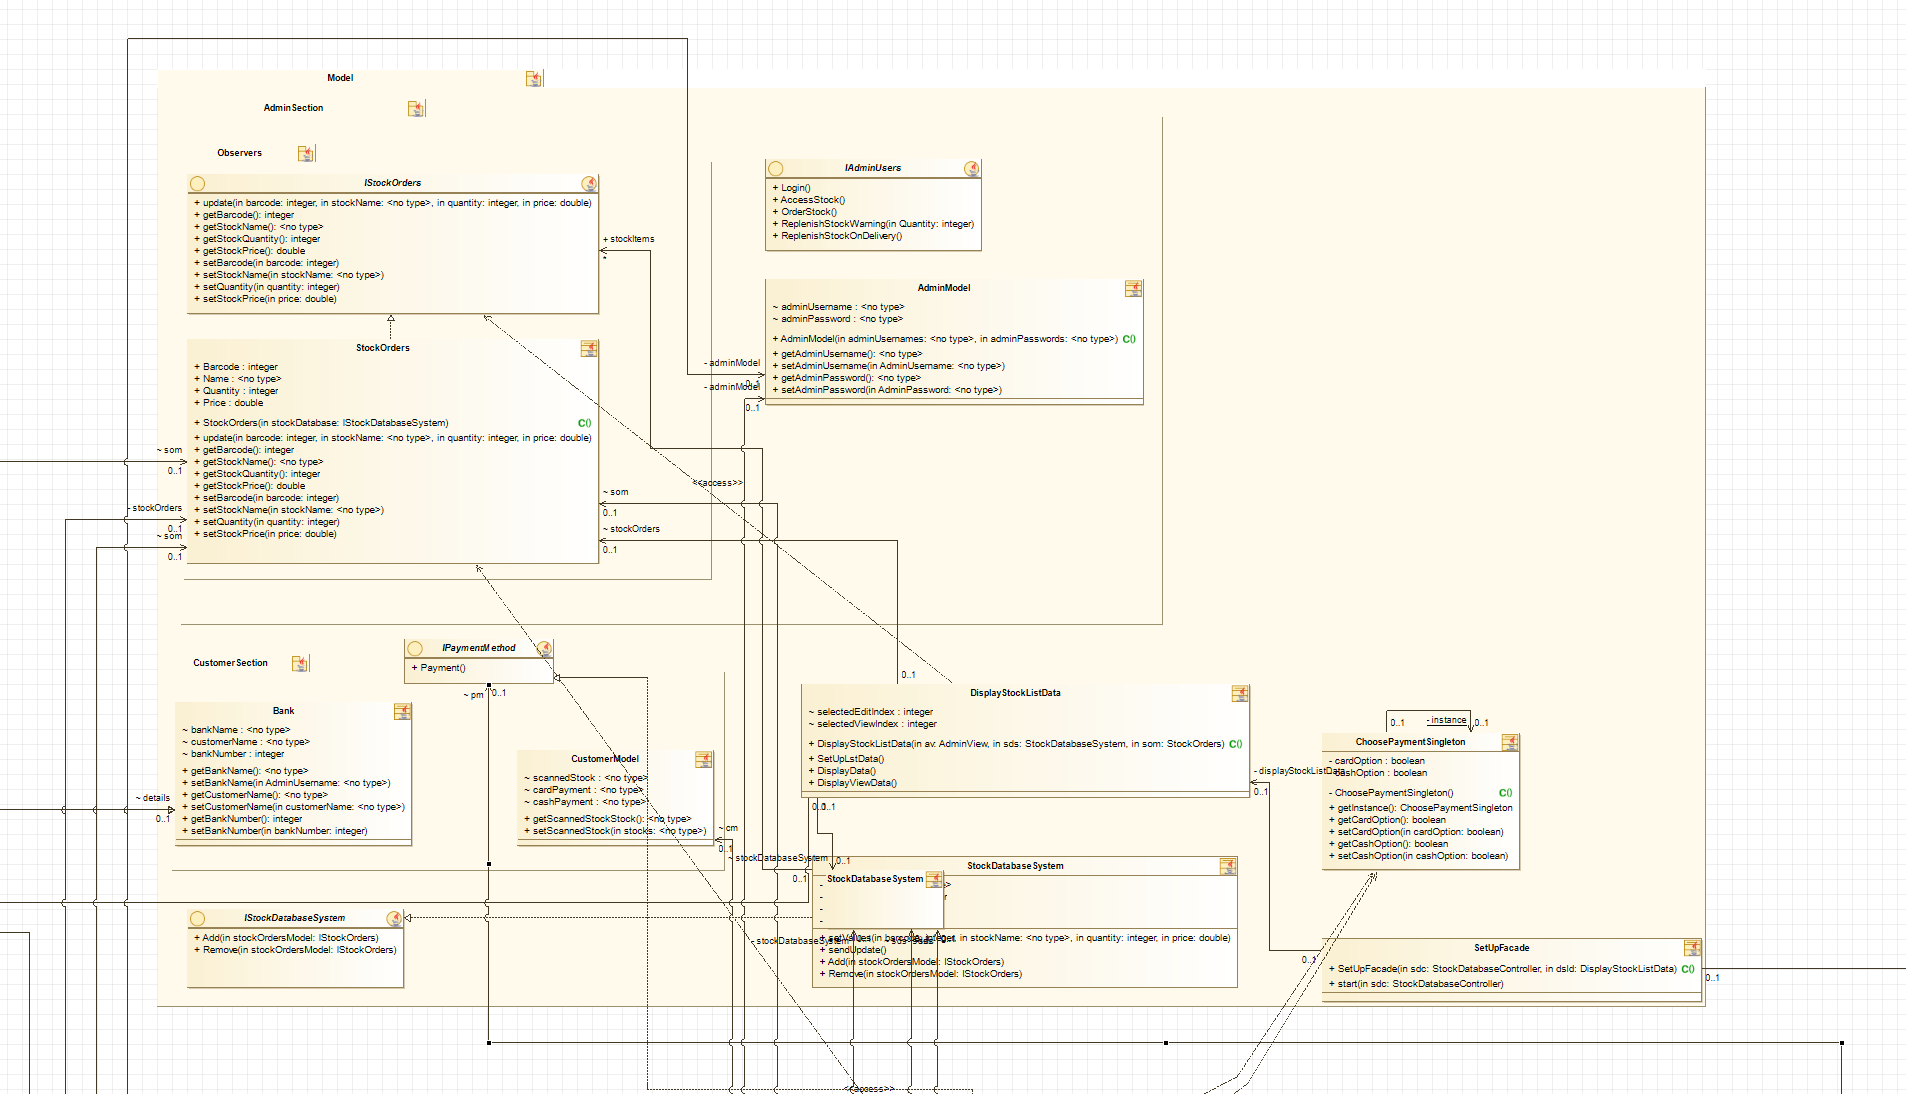 Model
AdminSection
Observers
IStockOrders
+ update(in barcode: integer, in stockName: <no type>, in quantity: integer, in price: double)
+ getBarcode(): integer
+ getStockName(): <no type>
+ getStockQuantity(): integer
+ getStockPrice(): double
+ setBarcode(in barcode: integer)
+ setStockName(in stockName: <no type>)
+ setQuantity(in quantity: integer)
+ setStockPrice(in price: double)
+ stockItems
*
IAdminUsers
+ Login()
+ AccessStock()
+ OrderStock()
+ ReplenishStockWarning(in Quantity: integer)
+ ReplenishStockOnDelivery()
AdminModel
~ adminUsername : <no type>
~ adminPassword : <no type>
+ AdminModel(in adminUsernames: <no type>, in adminPasswords: <no type>) C()
+ getAdminUsername(): <no type>
+ setAdminUsername(in AdminUsername: <no type>)
+ getAdminPassword(): <no type>
+ setAdminPassword(in AdminPassword: <no type>)
- adminModel
0..1
- adminModel
0..1
StockOrders
+ Barcode : integer
+ Name : <no type>
+ Quantity : integer
+ Price : double
+ StockOrders(in stockDatabase: IStockDatabaseSystem) C()
+ update(in barcode: integer, in stockName: <no type>, in quantity: integer, in price: double)
+ getBarcode(): integer
+ getStockName(): <no type>
+ getStockQuantity(): integer
+ getStockPrice(): double
+ setBarcode(in barcode: integer)
+ setStockName(in stockName: <no type>)
+ setQuantity(in quantity: integer)
+ setStockPrice(in price: double)
~ som
0..1
- stockOrders
0..1
~ som
0..1
<<access>>
~ som
0..1
~ stockOrders
0..1
CustomerSection
IPaymentMethod
+ Payment()
~ pm
0..1
Bank
~ bankName : <no type>
~ customerName : <no type>
~ bankNumber : integer
+ getBankName(): <no type>
+ setBankName(in AdminUsername: <no type>)
+ getCustomerName(): <no type>
+ setCustomerName(in customerName: <no type>)
+ getBankNumber(): integer
+ setBankNumber(in bankNumber: integer)
~ details
0..1
CustomerModel
~ scannedStock : <no type>
~ cardPayment : <no type>
~ cashPayment : <no type>
+ getScannedStockStock(): <no type>
+ setScannedStock(in stocks: <no type>)
~ cm
0..1
0..1
DisplayStockListData
~ selectedEditIndex : integer
~ selectedViewIndex : integer
+ DisplayStockListData(in av: AdminView, in sds: StockDatabaseSystem, in som: StockOrders) C()
+ SetUpLstData()
+ DisplayData()
+ DisplayViewData()
- displayStockListData
0..1
0..1
~ stockDatabaseSystem
0..1
0..1
0..1 - instance 0..1
ChoosePaymentSingleton
- cardOption : boolean
- cashOption : boolean
- ChoosePaymentSingleton() C()
+ getInstance(): ChoosePaymentSingleton
+ getCardOption(): boolean
+ setCardOption(in cardOption: boolean)
+ getCashOption(): boolean
+ setCashOption(in cashOption: boolean)
StockDatabaseSystem
StockDatabaseSystem
-
-
-
-
+ setValues(in barcode: integer, in stockName: <no type>, in quantity: integer, in price: double)
+ sendUpdate()
+ Add(in stockOrdersModel: IStockOrders)
+ Remove(in stockOrdersModel: IStockOrders)
- stockDatabaseSystem
IStockDatabaseSystem
+ Add(in stockOrdersModel: IStockOrders)
+ Remove(in stockOrdersModel: IStockOrders)
SetUpFacade
+ SetUpFacade(in sdc: StockDatabaseController, in dsld: DisplayStockListData) C()
+ start(in sdc: StockDatabaseController)
0..1
0..1
<<access>>